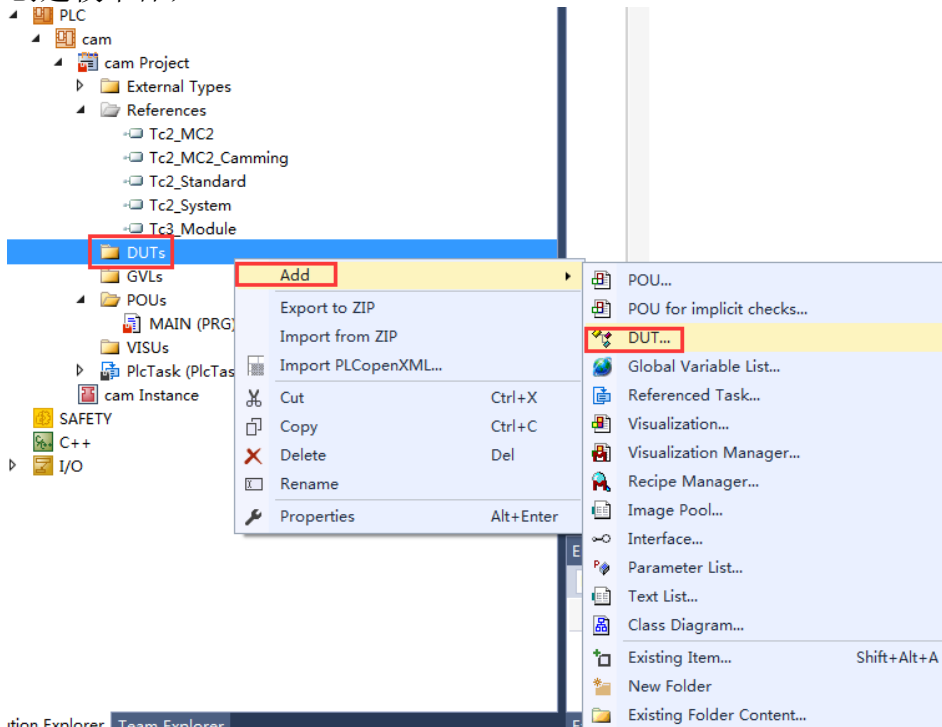 PLC
cam
cam Project
External Types
References
Tc2_MC2
Tc2_MC2_Camming
Tc2_Standard
Tc2_System
Tc3_Module
DUTs
GVLs
POUs
MAIN (PRG)
VISUs
PlcTask (PlcTas
cam Instance
SAFETY
C++
I/O
Add
Export to ZIP
Import from ZIP
Import PLCopenXML...
Cut Ctrl+X
Copy Ctrl+C
Delete Del
Rename
Properties Alt+Enter
POU...
POU for implicit checks...
DUT...
Global Variable List...
Referenced Task...
Visualization...
Visualization Manager...
Recipe Manager...
Image Pool...
Interface...
Parameter List...
Text List...
Class Diagram...
Existing Item... Shift+Alt+A
New Folder
Existing Folder Content...
ution Explorer Team Explorer